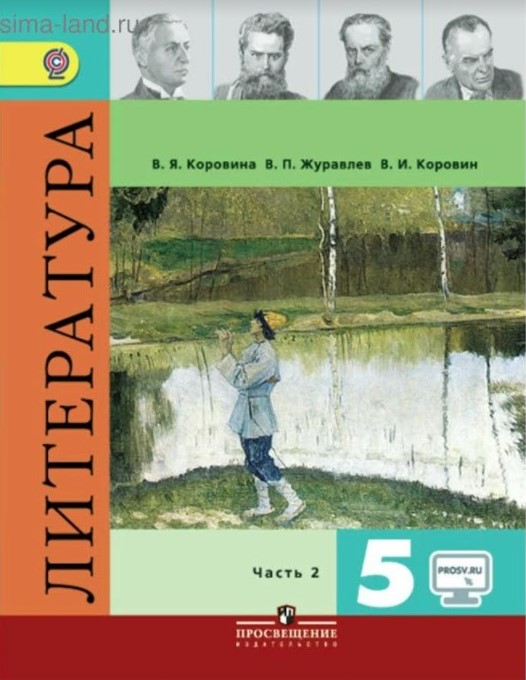 sima-land.ru
В. Я. Коровина В. П. Журавлев В. И. Коровин
ЛИТЕРАТУРА
Часть 2
5
PROSV.RU
ПРОСВЕЩЕНИЕ
ИЗДАТЕЛЬСТВО